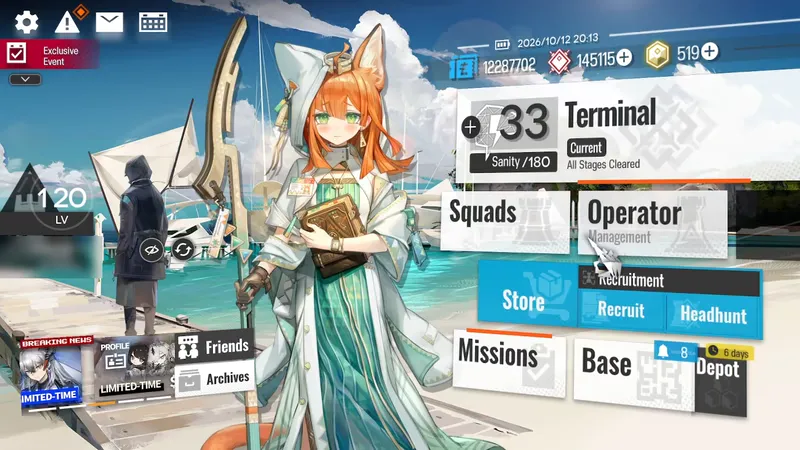 Exclusive
Event
2026/10/12 20:13
12287702
145115
519
33
Sanity/180
Terminal
Current
All Stages Cleared
120
LV
Squads
Operator
Management
Recruitment
Store
Recruit
Headhunt
BREAKING NEWS
LIMITED-TIME
PROFILE
LIMITED-TIME
Friends
Archives
Missions
Base
8
6 days
Depot